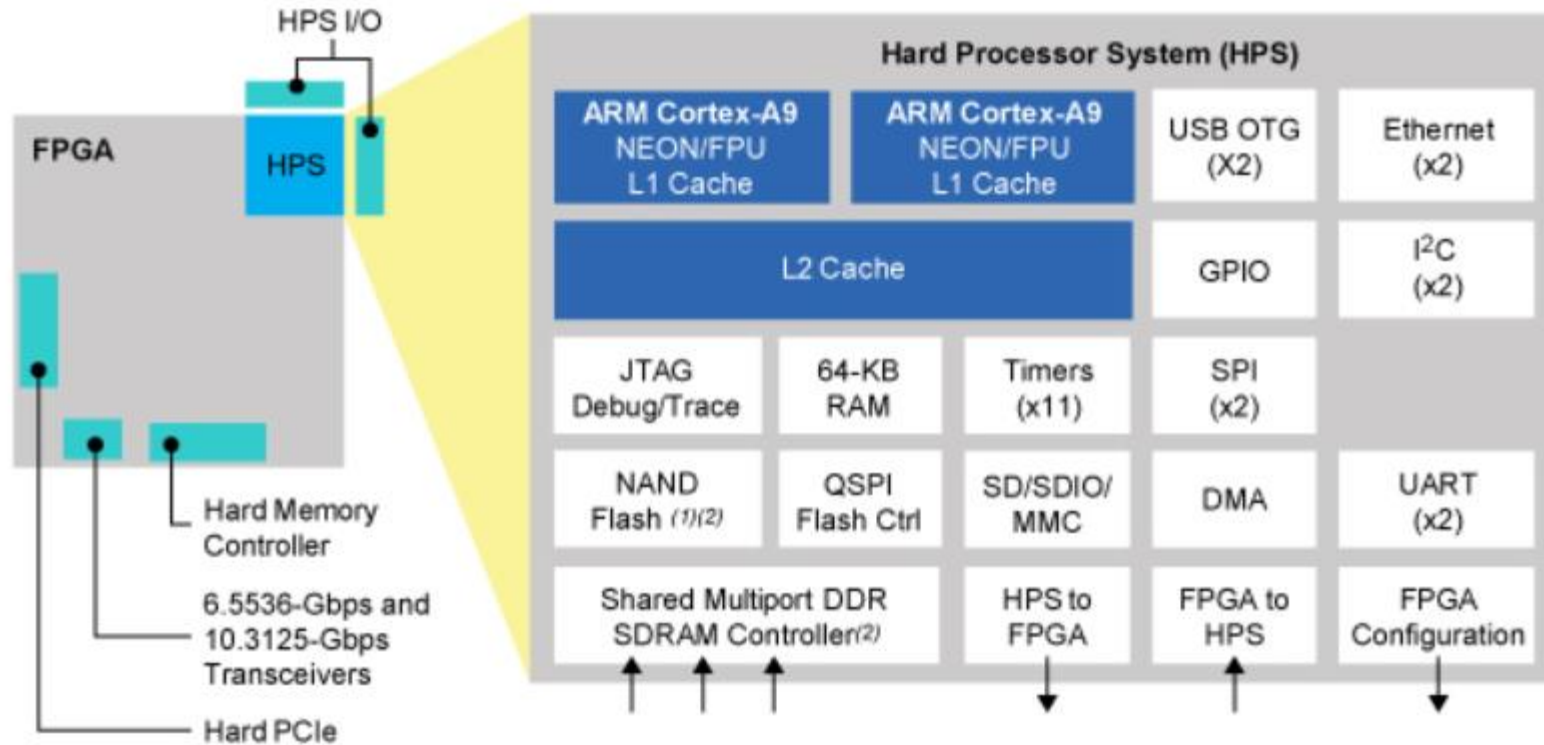 HPS I/O
FPGA
HPS
Hard Memory
Controller
6.5536-Gbps and
10.3125-Gbps
Transceivers
Hard PCIe
Hard Processor System (HPS)
ARM Cortex-A9
NEON/FPU
L1 Cache
ARM Cortex-A9
NEON/FPU
L1 Cache
USB OTG
(X2)
Ethernet
(x2)
L2 Cache
GPIO
I²C
(x2)
JTAG
Debug/Trace
64-KB
RAM
Timers
(x11)
SPI
(x2)
NAND
Flash (1)(2)
QSPI
Flash Ctrl
SD/SDIO/
MMC
DMA
UART
(x2)
Shared Multiport DDR
SDRAM Controller(2)
HPS to
FPGA
FPGA to
HPS
FPGA
Configuration